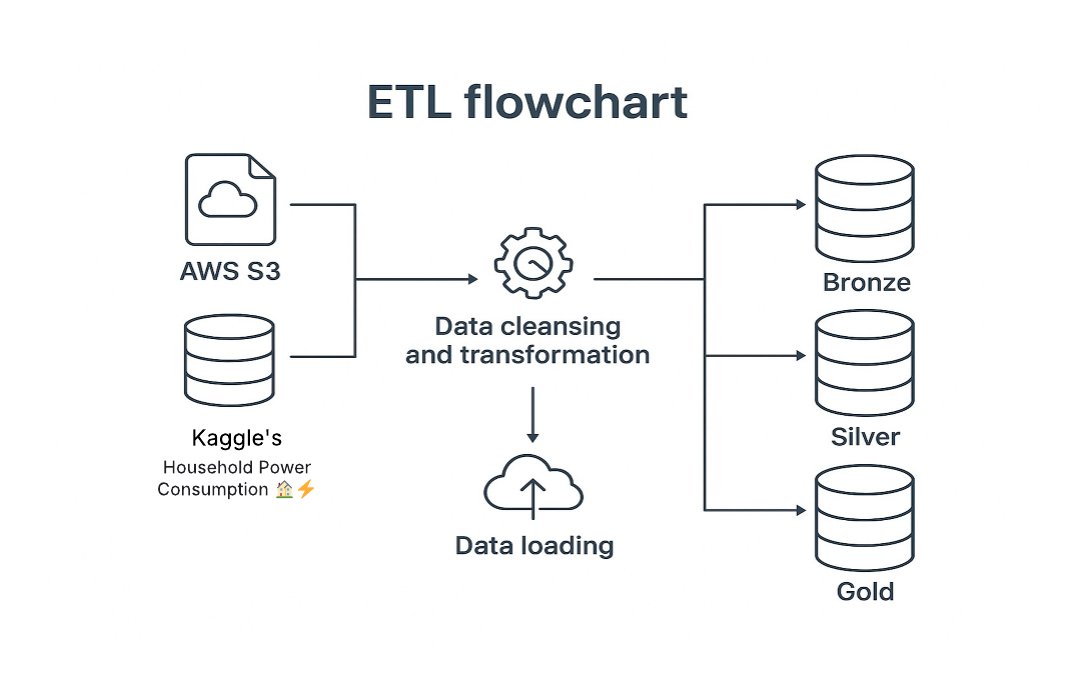 ETL flowchart
AWS S3
Kaggle's
Household Power
Consumption 🏠⚡
Data cleansing
and transformation
Data loading
Bronze
Silver
Gold